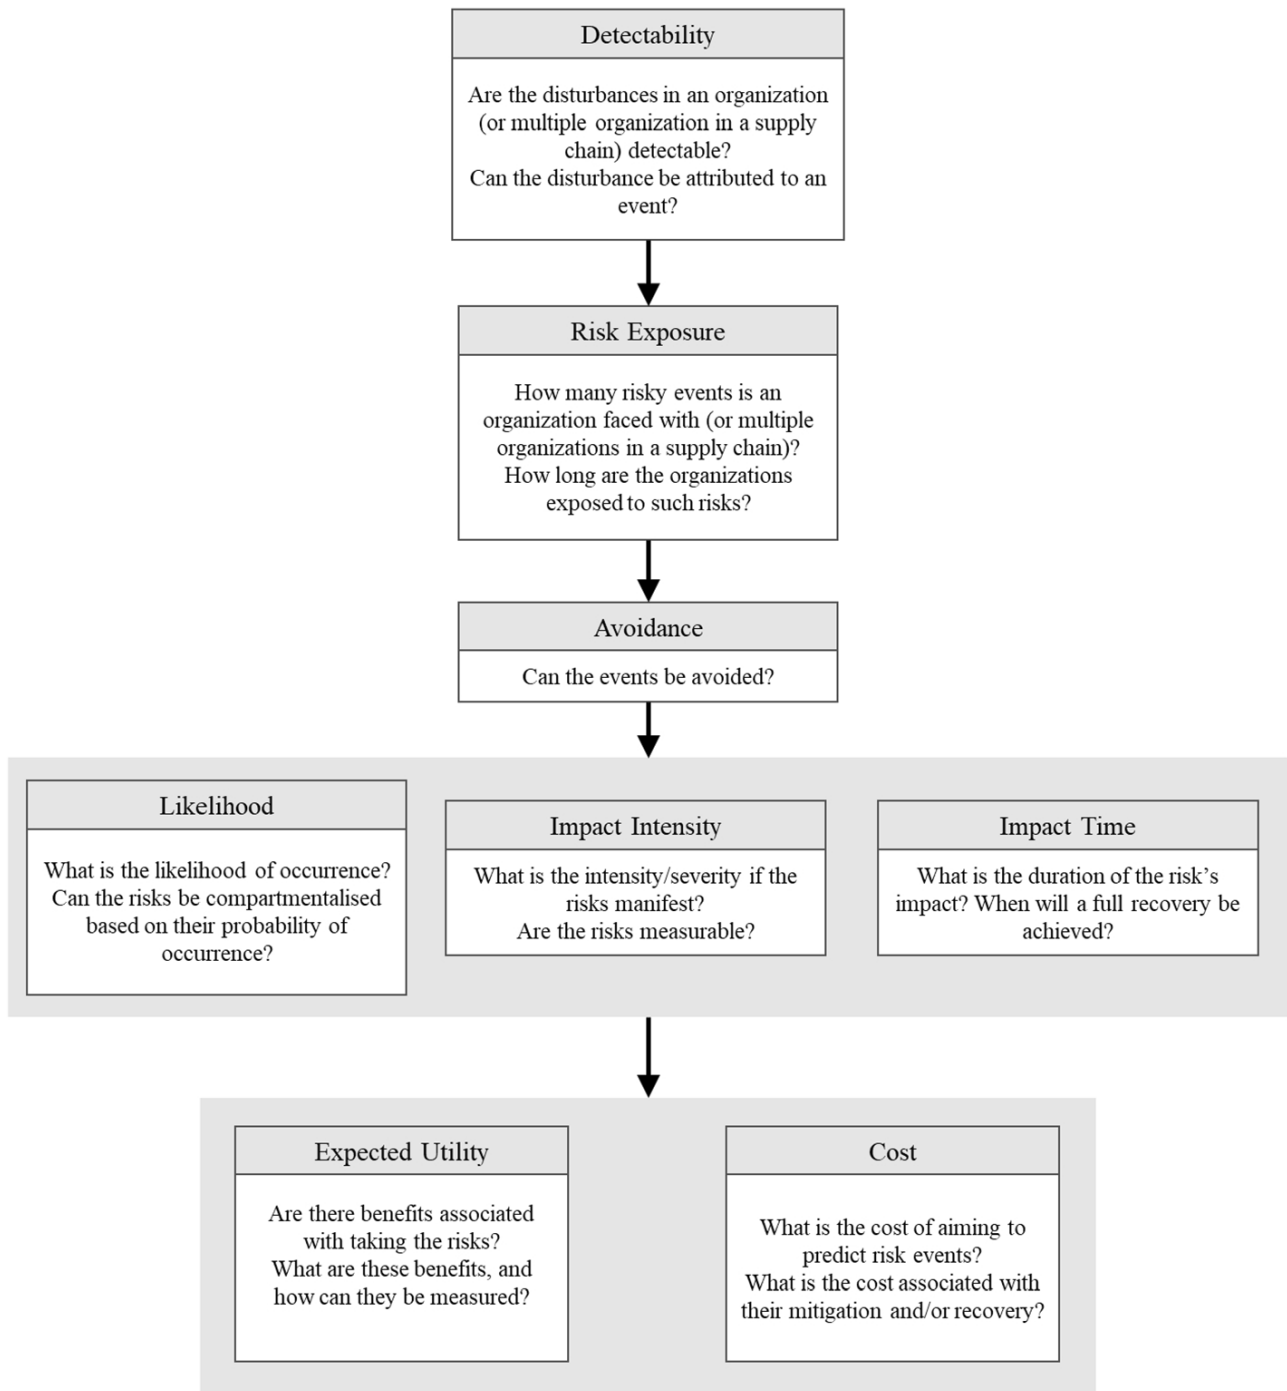 Detectability
Are the disturbances in an organization
(or multiple organization in a supply
chain) detectable?
Can the disturbance be attributed to an
event?
Risk Exposure
How many risky events is an
organization faced with (or multiple
organizations in a supply chain)?
How long are the organizations
exposed to such risks?
Avoidance
Can the events be avoided?
Likelihood
What is the likelihood of occurrence?
Can the risks be compartmentalised
based on their probability of
occurrence?
Impact Intensity
What is the intensity/severity if the
risks manifest?
Are the risks measurable?
Impact Time
What is the duration of the risk’s
impact? When will a full recovery be
achieved?
Expected Utility
Are there benefits associated
with taking the risks?
What are these benefits, and
how can they be measured?
Cost
What is the cost of aiming to
predict risk events?
What is the cost associated with
their mitigation and/or recovery?